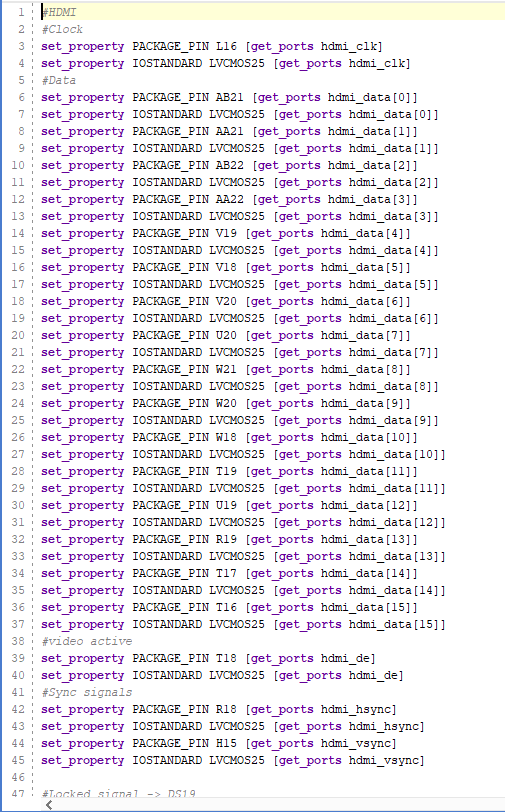 1 #HDMI
2 #Clock
3 set_property PACKAGE_PIN L16 [get_ports hdmi_clk]
4 set_property IOSTANDARD LVCMOS25 [get_ports hdmi_clk]
5 #Data
6 set_property PACKAGE_PIN AB21 [get_ports hdmi_data[0]]
7 set_property IOSTANDARD LVCMOS25 [get_ports hdmi_data[0]]
8 set_property PACKAGE_PIN AA21 [get_ports hdmi_data[1]]
9 set_property IOSTANDARD LVCMOS25 [get_ports hdmi_data[1]]
10 set_property PACKAGE_PIN AB22 [get_ports hdmi_data[2]]
11 set_property IOSTANDARD LVCMOS25 [get_ports hdmi_data[2]]
12 set_property PACKAGE_PIN AA22 [get_ports hdmi_data[3]]
13 set_property IOSTANDARD LVCMOS25 [get_ports hdmi_data[3]]
14 set_property PACKAGE_PIN V19 [get_ports hdmi_data[4]]
15 set_property IOSTANDARD LVCMOS25 [get_ports hdmi_data[4]]
16 set_property PACKAGE_PIN V18 [get_ports hdmi_data[5]]
17 set_property IOSTANDARD LVCMOS25 [get_ports hdmi_data[5]]
18 set_property PACKAGE_PIN V20 [get_ports hdmi_data[6]]
19 set_property IOSTANDARD LVCMOS25 [get_ports hdmi_data[6]]
20 set_property PACKAGE_PIN U20 [get_ports hdmi_data[7]]
21 set_property IOSTANDARD LVCMOS25 [get_ports hdmi_data[7]]
22 set_property PACKAGE_PIN W21 [get_ports hdmi_data[8]]
23 set_property IOSTANDARD LVCMOS25 [get_ports hdmi_data[8]]
24 set_property PACKAGE_PIN W20 [get_ports hdmi_data[9]]
25 set_property IOSTANDARD LVCMOS25 [get_ports hdmi_data[9]]
26 set_property PACKAGE_PIN W18 [get_ports hdmi_data[10]]
27 set_property IOSTANDARD LVCMOS25 [get_ports hdmi_data[10]]
28 set_property PACKAGE_PIN T19 [get_ports hdmi_data[11]]
29 set_property IOSTANDARD LVCMOS25 [get_ports hdmi_data[11]]
30 set_property PACKAGE_PIN U19 [get_ports hdmi_data[12]]
31 set_property IOSTANDARD LVCMOS25 [get_ports hdmi_data[12]]
32 set_property PACKAGE_PIN R19 [get_ports hdmi_data[13]]
33 set_property IOSTANDARD LVCMOS25 [get_ports hdmi_data[13]]
34 set_property PACKAGE_PIN T17 [get_ports hdmi_data[14]]
35 set_property IOSTANDARD LVCMOS25 [get_ports hdmi_data[14]]
36 set_property PACKAGE_PIN T16 [get_ports hdmi_data[15]]
37 set_property IOSTANDARD LVCMOS25 [get_ports hdmi_data[15]]
38 #video active
39 set_property PACKAGE_PIN T18 [get_ports hdmi_de]
40 set_property IOSTANDARD LVCMOS25 [get_ports hdmi_de]
41 #Sync signals
42 set_property PACKAGE_PIN R18 [get_ports hdmi_hsync]
43 set_property IOSTANDARD LVCMOS25 [get_ports hdmi_hsync]
44 set_property PACKAGE_PIN H15 [get_ports hdmi_vsync]
45 set_property IOSTANDARD LVCMOS25 [get_ports hdmi_vsync]
46
47 #Locked signal -> DS19